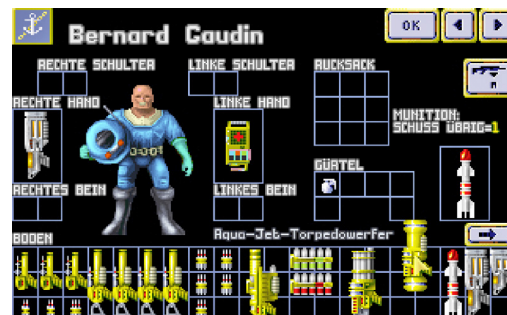 Bernard Gaudin
OK
RECHTE SCHULTER
LINKE SCHULTER
RUCKSACK
RECHTE HAND
LINKE HAND
MUNITION:
SCHUSS ÜBRIG=1
GÜRTEL
RECHTES BEIN
LINKES BEIN
BODEN
Aqua-Jet-Torpedowerfer